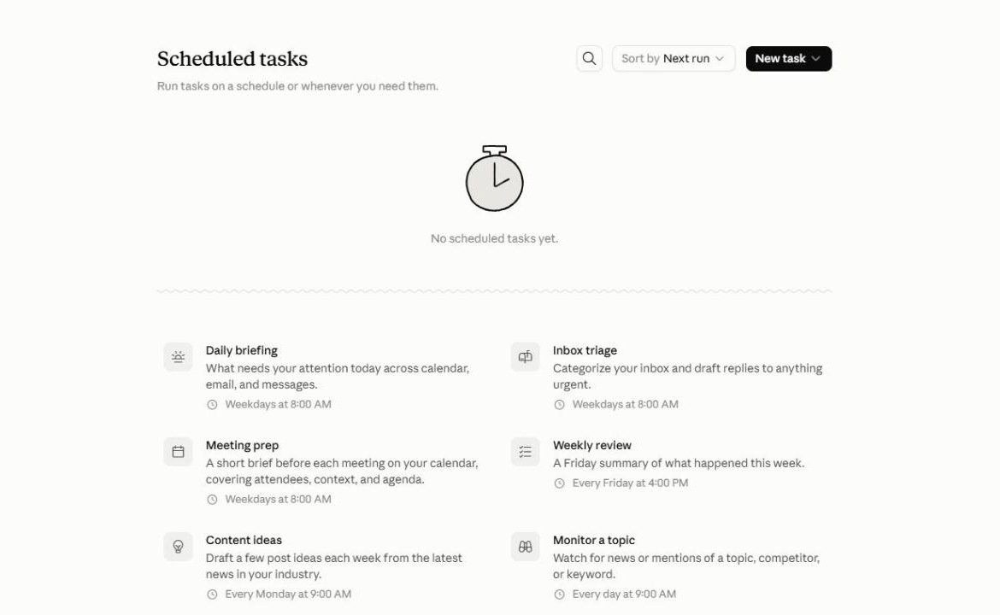 Scheduled tasks
Sort by Next run
New task
Run tasks on a schedule or whenever you need them.
No scheduled tasks yet.
Daily briefing
What needs your attention today across calendar,
email, and messages.
Weekdays at 8:00 AM
Inbox triage
Categorize your inbox and draft replies to anything
urgent.
Weekdays at 8:00 AM
Meeting prep
A short brief before each meeting on your calendar,
covering attendees, context, and agenda.
Weekdays at 8:00 AM
Weekly review
A Friday summary of what happened this week.
Every Friday at 4:00 PM
Content ideas
Draft a few post ideas each week from the latest
news in your industry.
Every Monday at 9:00 AM
Monitor a topic
Watch for news or mentions of a topic, competitor,
or keyword.
Every day at 9:00 AM